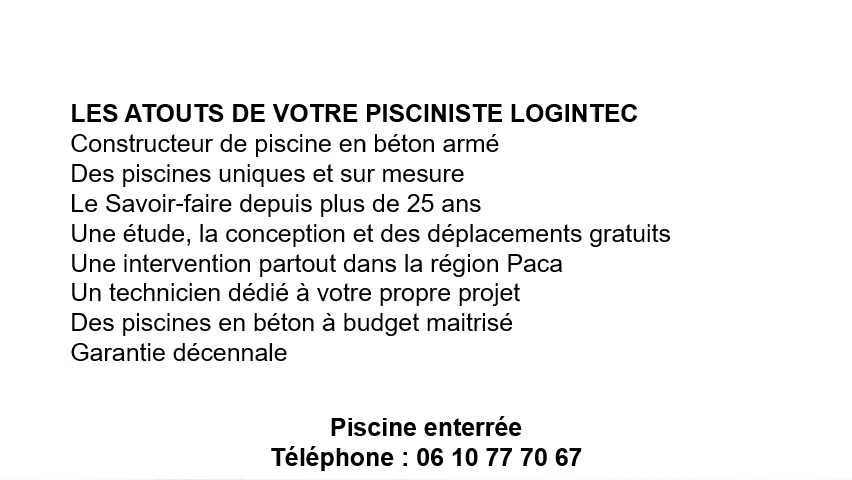 LES ATOUTS DE VOTRE PISCINISTE LOGINTEC
Constructeur de piscine en béton armé
Des piscines uniques et sur mesure
Le Savoir-faire depuis plus de 25 ans
Une étude, la conception et des déplacements gratuits
Une intervention partout dans la région Paca
Un technicien dédié à votre propre projet
Des piscines en béton à budget maitrisé
Garantie décennale
Piscine enterrée
Téléphone : 06 10 77 70 67